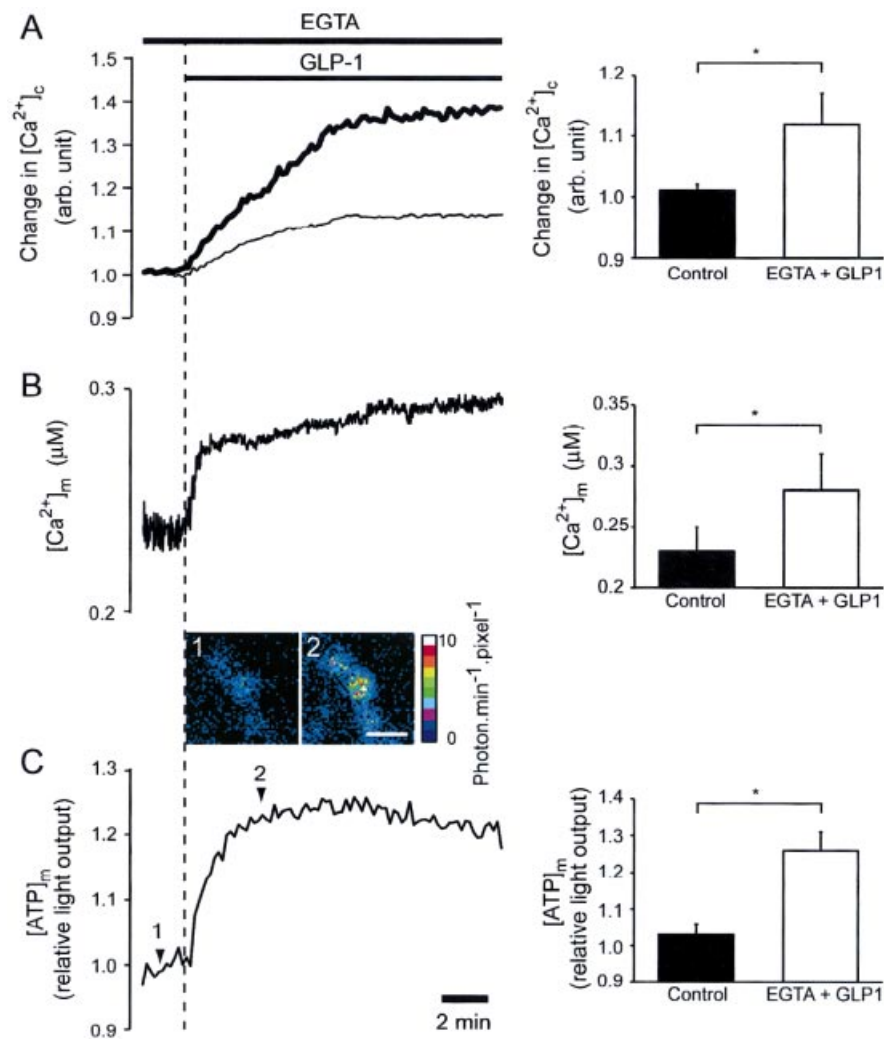 A
EGTA
GLP-1
Change in [Ca²⁺]c
(arb. unit)
1.5
1.4
1.3
1.2
1.1
1.0
0.9
*
Change in [Ca²⁺]c
(arb. unit)
1.2
1.1
1.0
0.9
Control
EGTA + GLP1
B
[Ca²⁺]m (μM)
0.3
0.2
*
[Ca²⁺]m (μM)
0.35
0.3
0.25
0.2
Control
EGTA + GLP1
1
2
10
0
Photon.min⁻¹.pixel⁻¹
C
[ATP]m
(relative light output)
1.3
1.2
1.1
1.0
0.9
1
2
2 min
*
[ATP]m
(relative light output)
1.4
1.3
1.2
1.1
1.0
0.9
Control
EGTA + GLP1